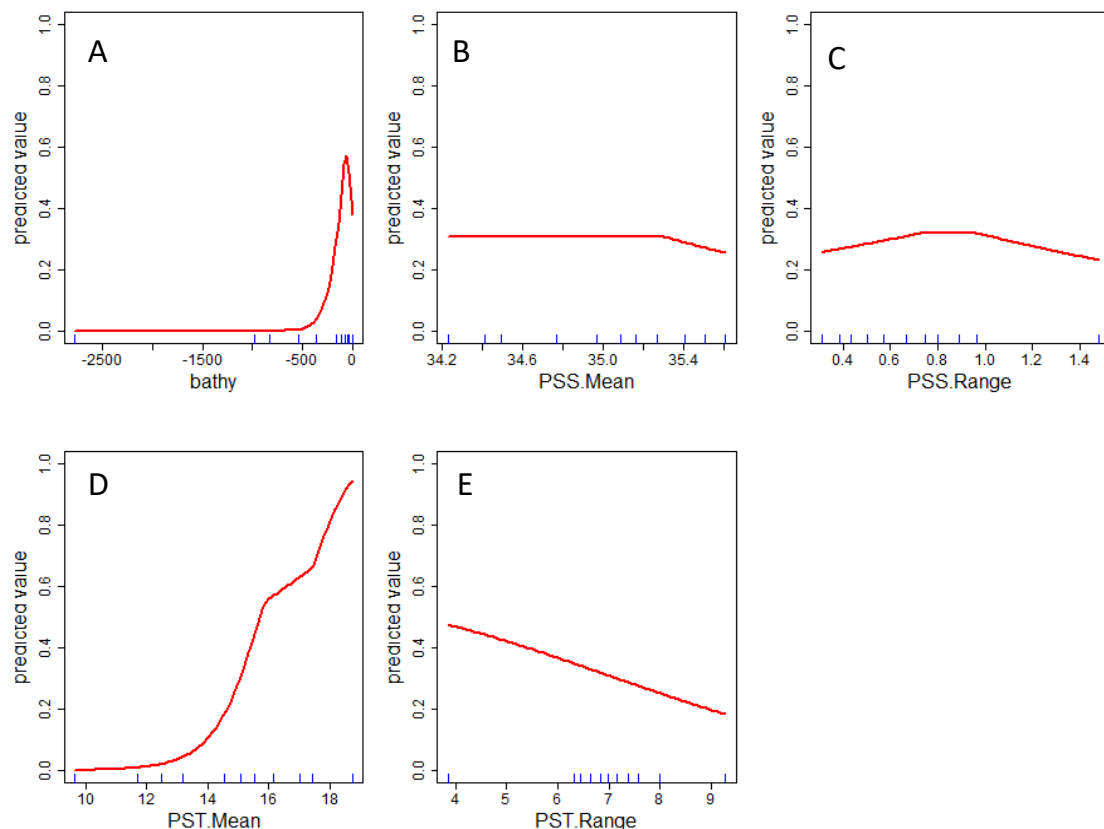 A
B
C
predicted value
0.0 0.2 0.4 0.6 0.8 1.0
-2500 -1500 -500 0
bathy
predicted value
0.0 0.2 0.4 0.6 0.8 1.0
34.2 34.6 35.0 35.4
PSS.Mean
predicted value
0.0 0.2 0.4 0.6 0.8 1.0
0.4 0.6 0.8 1.0 1.2 1.4
PSS.Range
D
E
predicted value
0.0 0.2 0.4 0.6 0.8 1.0
10 12 14 16 18
PST.Mean
predicted value
0.0 0.2 0.4 0.6 0.8 1.0
4 5 6 7 8 9
PST.Range